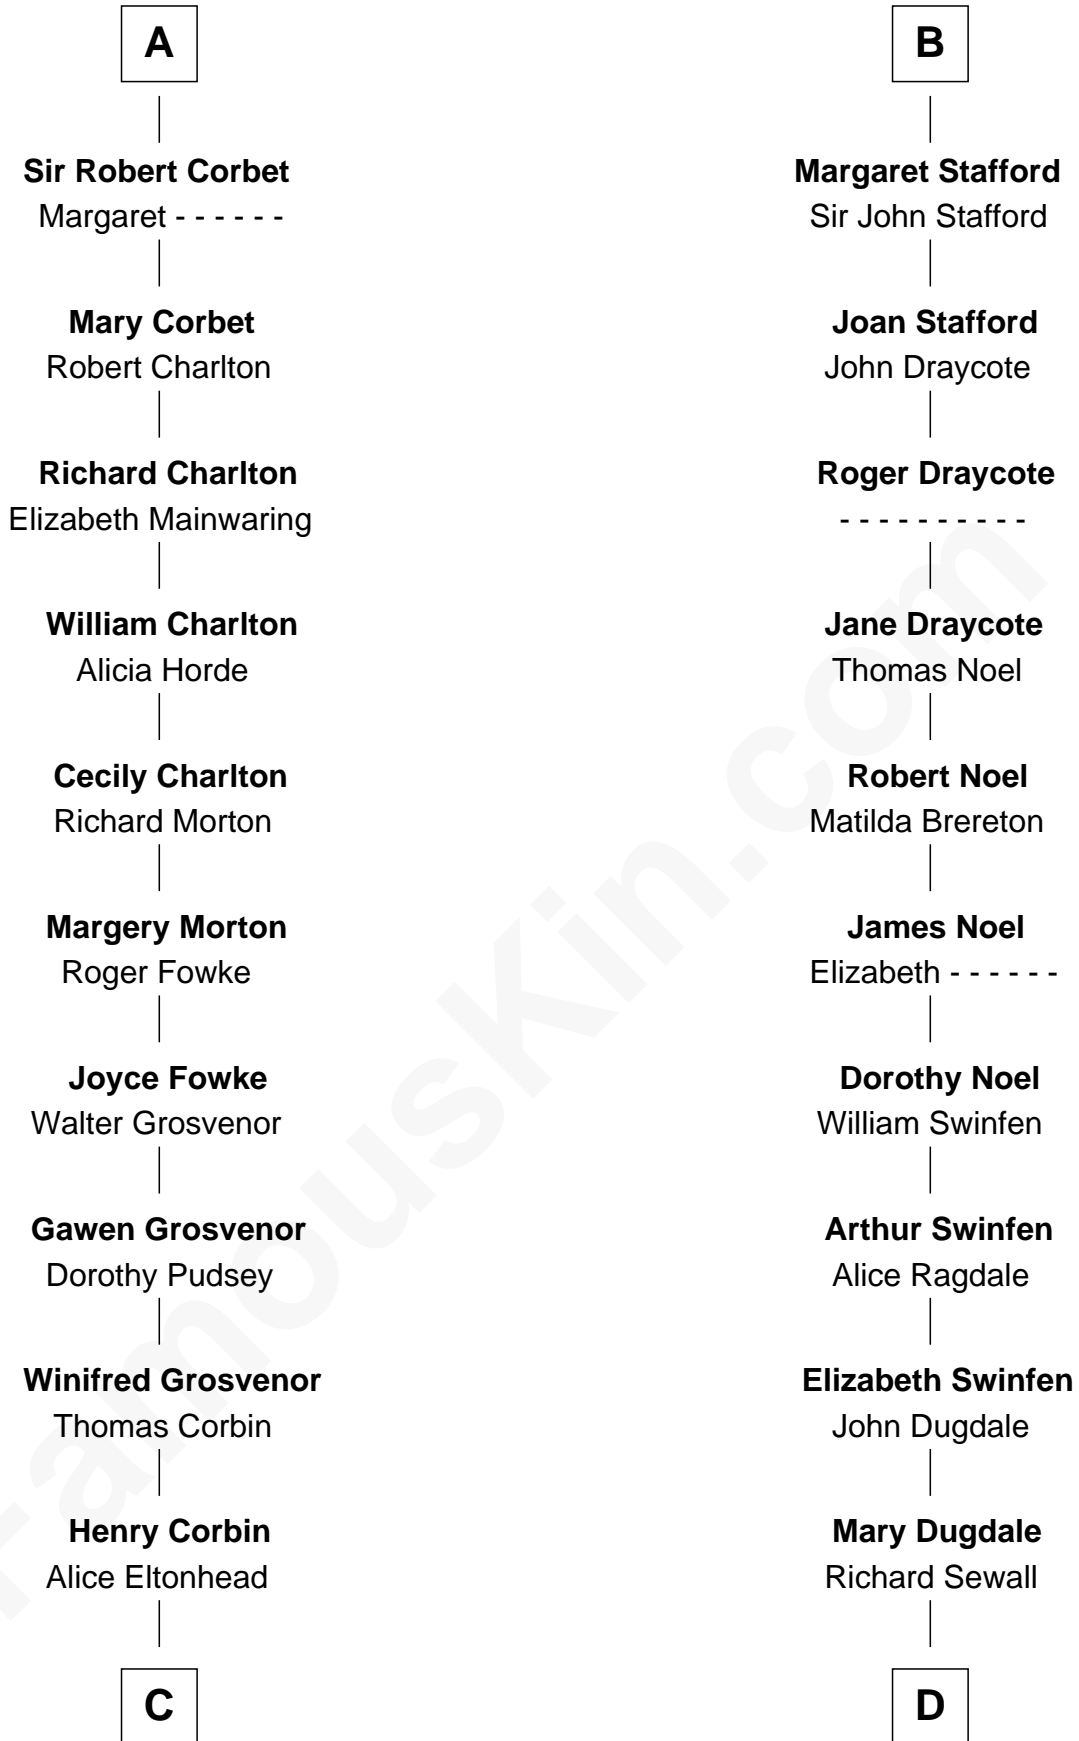 A
Sir Robert Corbet
Margaret - - - - - -
Mary Corbet
Robert Charlton
Richard Charlton
Elizabeth Mainwaring
William Charlton
Alicia Horde
Cecily Charlton
Richard Morton
Margery Morton
Roger Fowke
Joyce Fowke
Walter Grosvenor
Gawen Grosvenor
Dorothy Pudsey
Winifred Grosvenor
Thomas Corbin
Henry Corbin
Alice Eltonhead
C
B
Margaret Stafford
Sir John Stafford
Joan Stafford
John Draycote
Roger Draycote
- - - - - - - - - -
Jane Draycote
Thomas Noel
Robert Noel
Matilda Brereton
James Noel
Elizabeth - - - - - -
Dorothy Noel
William Swinfen
Arthur Swinfen
Alice Ragdale
Elizabeth Swinfen
John Dugdale
Mary Dugdale
Richard Sewall
D
FamousKin.com